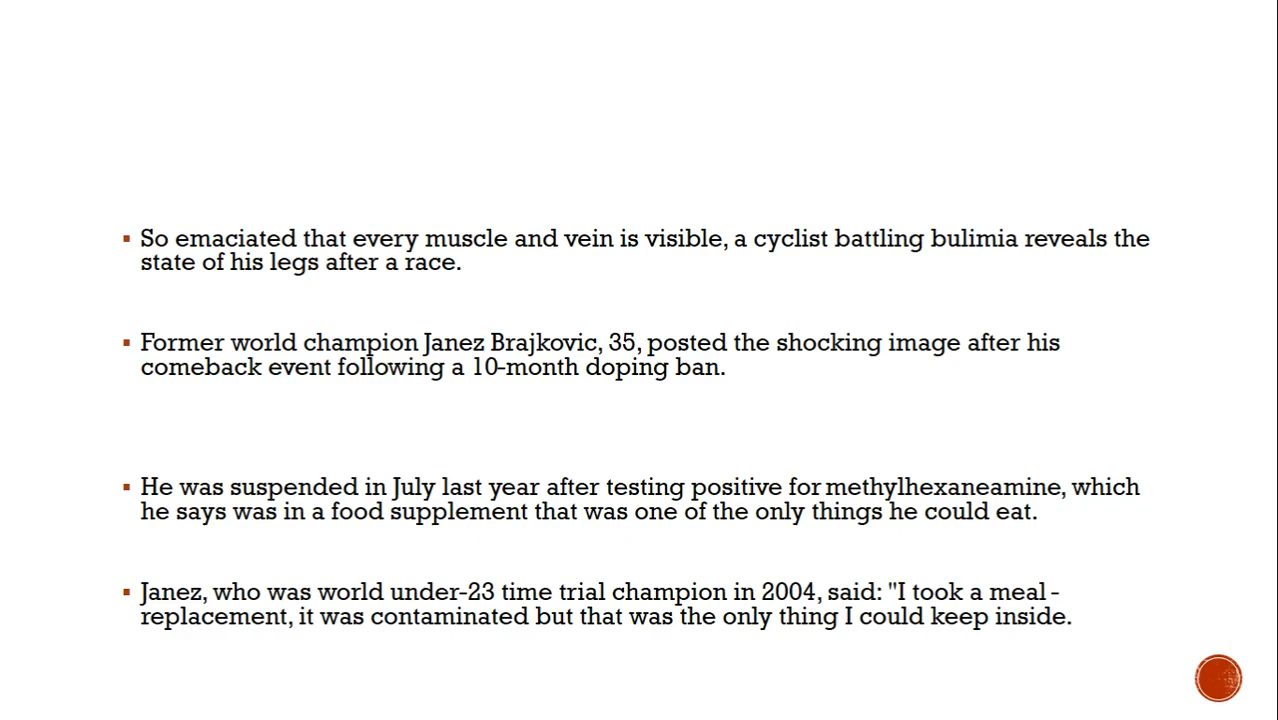 ▪ So emaciated that every muscle and vein is visible, a cyclist battling bulimia reveals the
state of his legs after a race.
▪ Former world champion Janez Brajkovic, 35, posted the shocking image after his
comeback event following a 10-month doping ban.
▪ He was suspended in July last year after testing positive for methylhexaneamine, which
he says was in a food supplement that was one of the only things he could eat.
▪ Janez, who was world under-23 time trial champion in 2004, said: "I took a meal-
replacement, it was contaminated but that was the only thing I could keep inside.